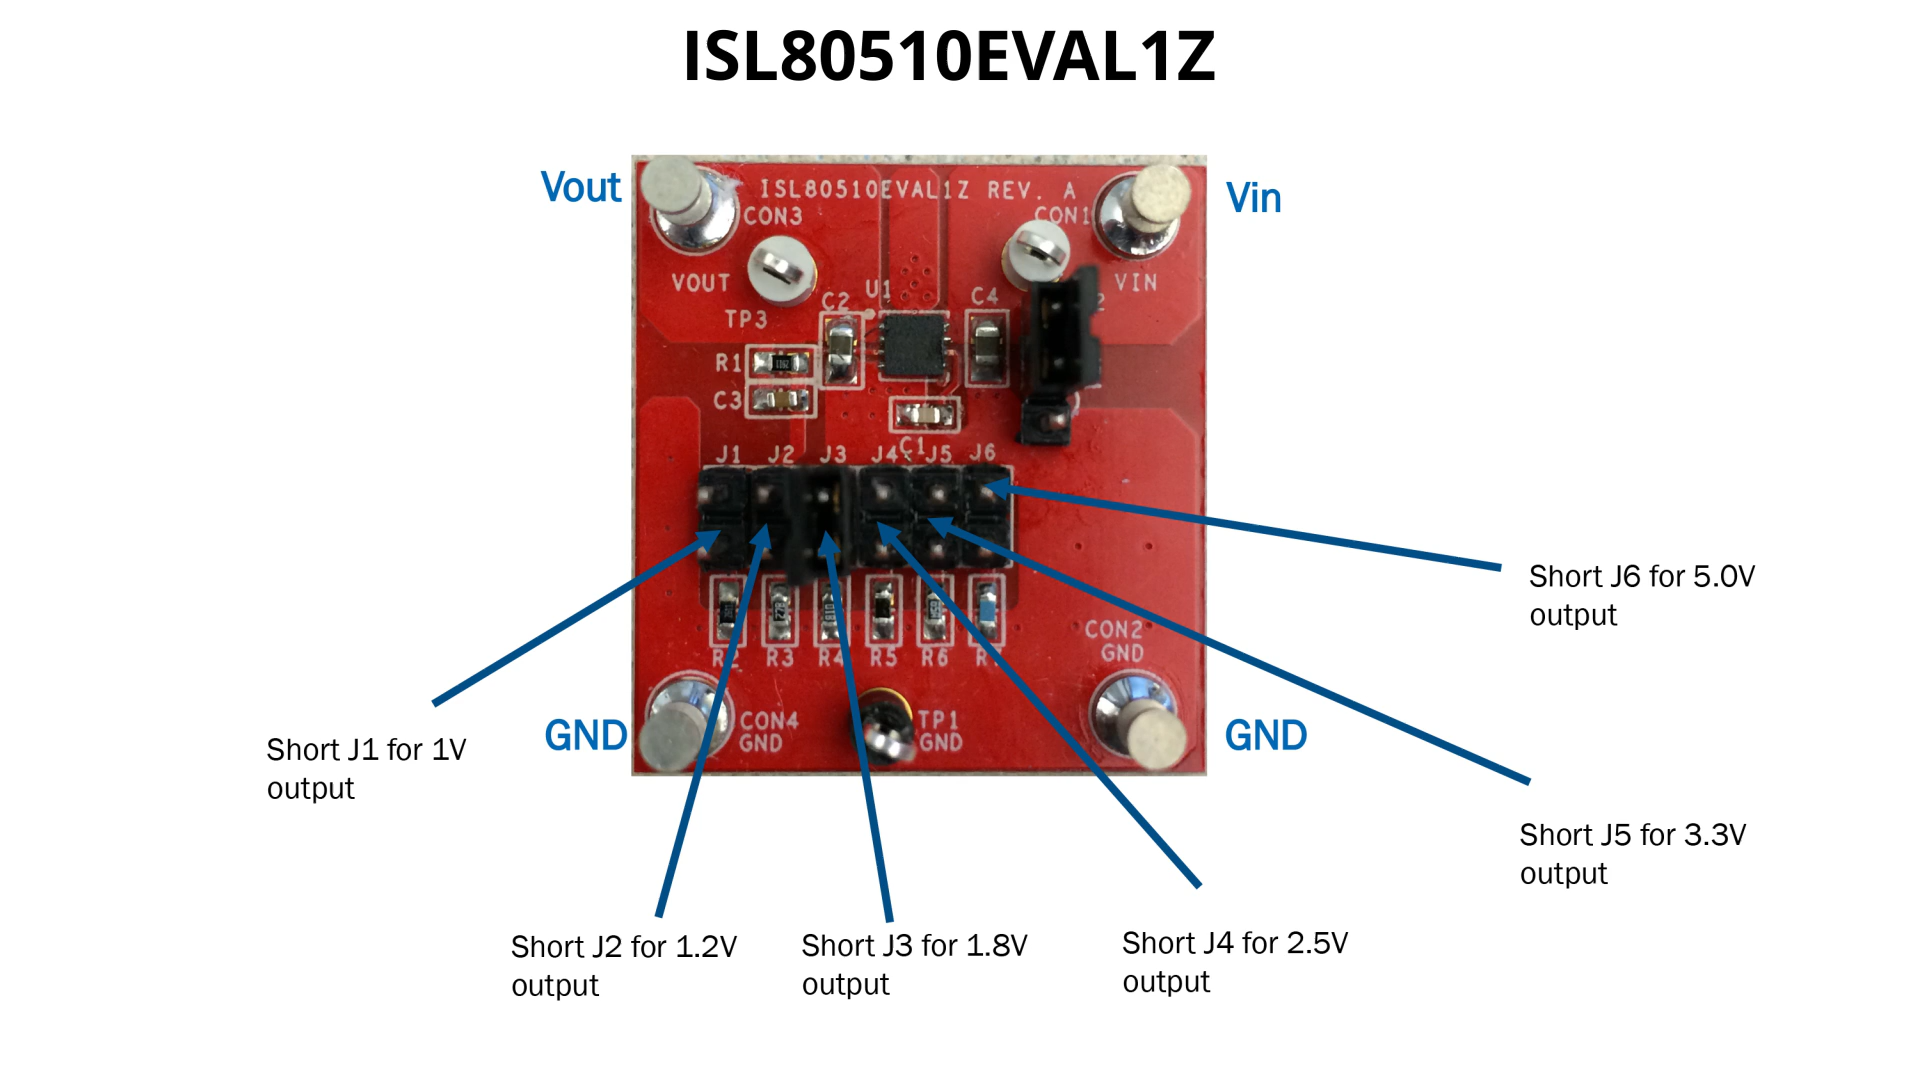 ISL80510EVAL1Z
Vout
Vin
ISL80510EVAL1Z REV. A
CON3
CON1
VOUT
VIN
TP3
C2
U1
C4
R1
C3
C1
J1
J2
J3
J4
J5
J6
R2
R3
R4
R5
R6
CON2
GND
CON4
GND
TP1
GND
GND
GND
Short J6 for 5.0V
output
Short J1 for 1V
output
Short J5 for 3.3V
output
Short J2 for 1.2V
output
Short J3 for 1.8V
output
Short J4 for 2.5V
output